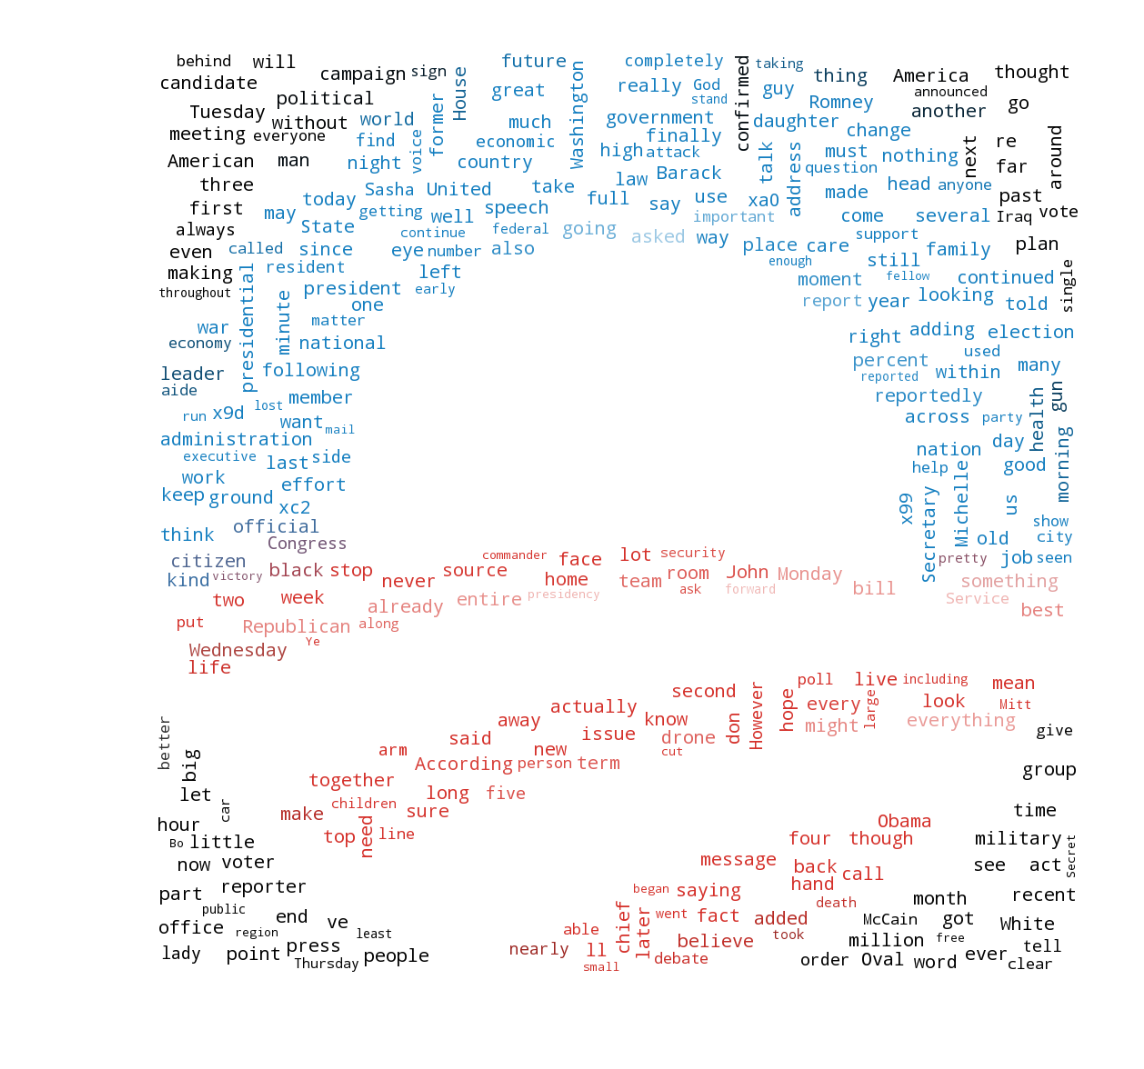 behind will campaign sign House future Washington completely confirmed taking thing America thought
candidate great really God stand guy announced
political Romney another go
Tuesday without world former much government daughter change
meeting everyone find voice economic finally talk address next re around
American man night country high attack must nothing
three Sasha United take law Barack question far
today full say use xa0 made head anyone past
first may getting well speech important come several Iraq vote
always State continue federal going asked way support
even called since eye number also place care family plan
making resident left enough still single
throughout presidential minute president early moment fellow continued
one report year looking told
war matter
economy national right adding election
leader following percent used many
aide reported within
run x9d lost member reportedly health gun
want mail across party
administration day morning
executive last side nation
work effort help Michelle good
keep ground xc2 x99 Secretary us
think official show
Congress old city
citizen black stop commander face lot security pretty job seen
kind victory never source home team room John Monday something
two week already entire presidency ask forward bill Service
put Republican along best
Ye
Wednesday
life
second However hope poll live including mean
better actually every large look Mitt
away know don might everything
big said issue drone give
arm new cut
According person term group
together
let car long five
make children sure time
hour need Obama
Bo little top line four though military Secret
now voter message back see act
part reporter call
began saying hand recent
public death month
office region end ve least able chief later went fact added McCain got White
lady point press nearly ll believe took million free tell
Thursday people small debate order Oval word ever clear